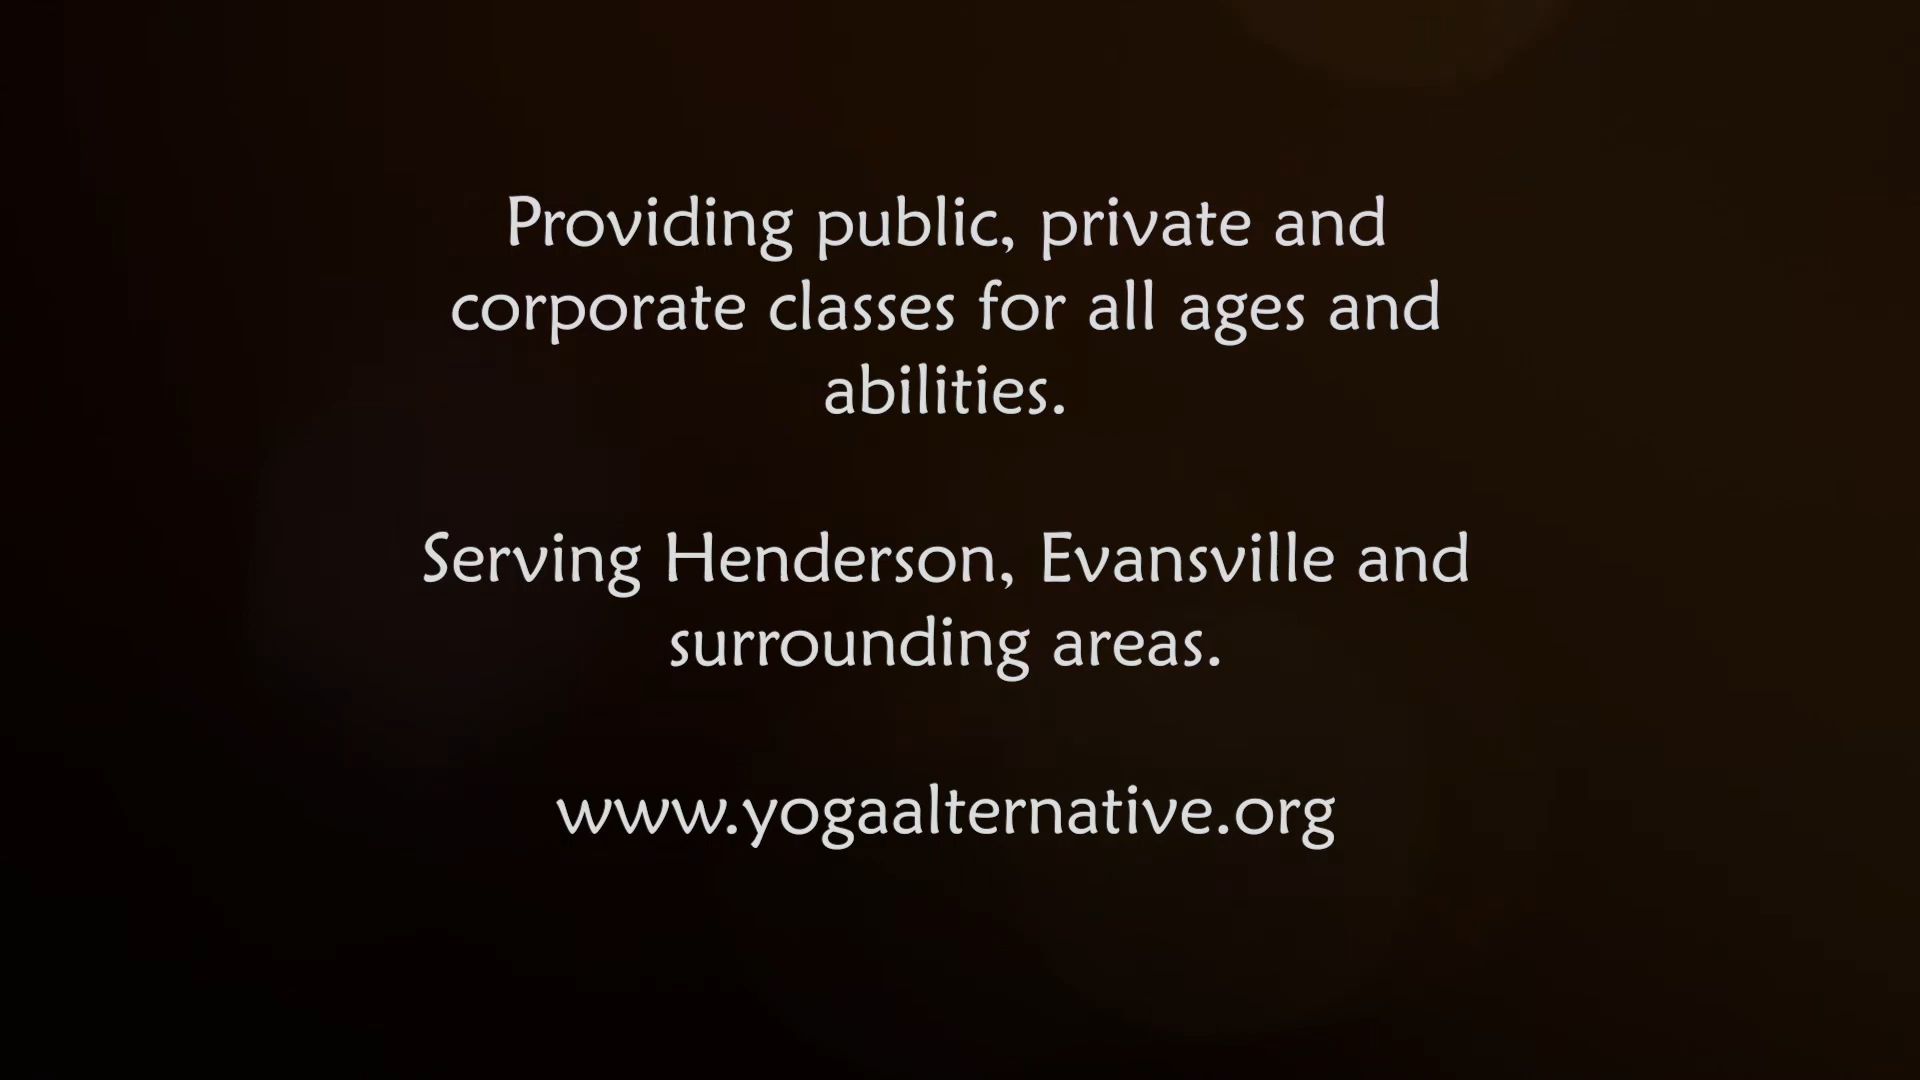 Providing public, private and
corporate classes for all ages and
abilities.
Serving Henderson, Evansville and
surrounding areas.
www.yogaalternative.org